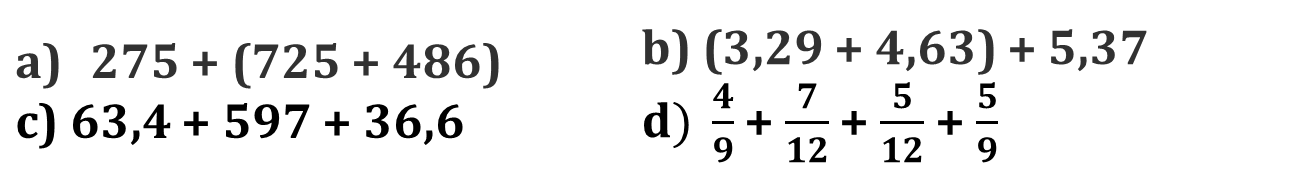 a) 275 + (725 + 486)
b) (3,29 + 4,63) + 5,37
c) 63,4 + 597 + 36,6
d) 4/9 + 7/12 + 5/12 + 5/9